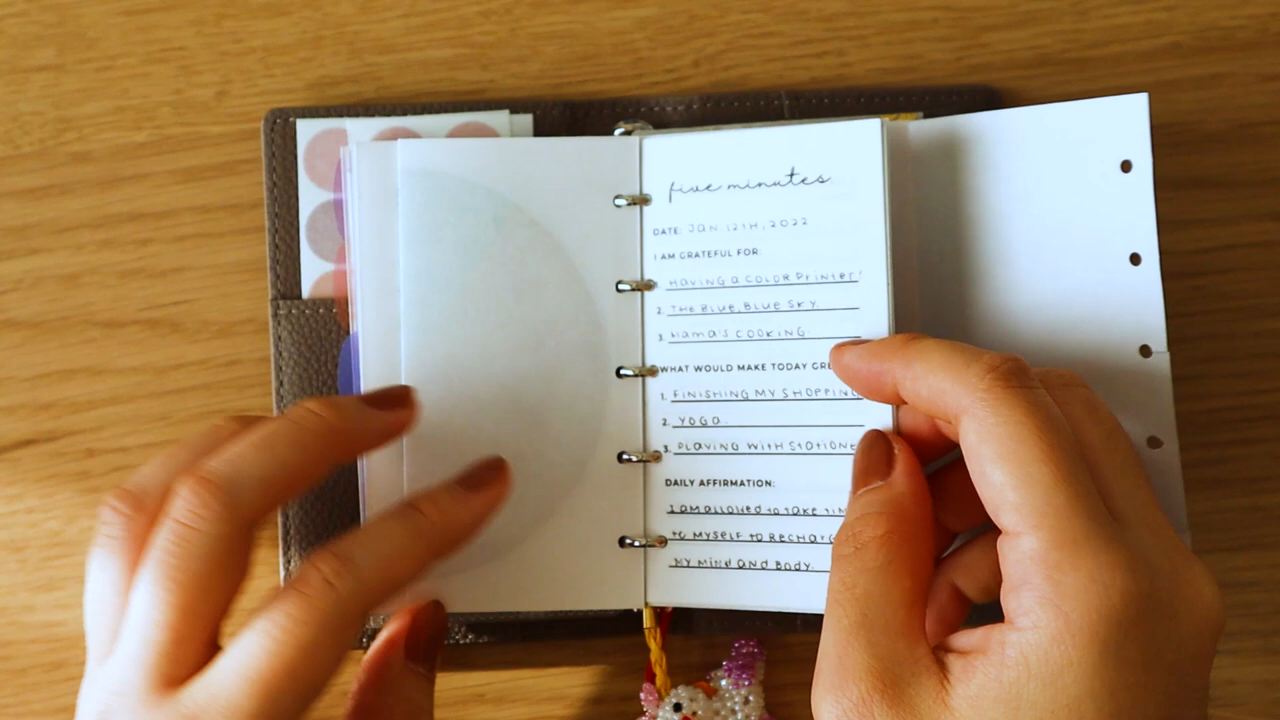 five minutes
DATE: JAN. 12TH, 2022
I AM GRATEFUL FOR:
1. HAVING A COLOR PRINTER!
2. THE BLUE, BLUE SKY.
3. MAMA'S COOKING.
WHAT WOULD MAKE TODAY GRE
1. FINISHING MY SHOPPING
2. YOGA.
3. PLAYING WITH STATIONE
DAILY AFFIRMATION:
I AM ALLOWED TO TAKE TIM
TO MYSELF TO RECHARG
MY MIND AND BODY.